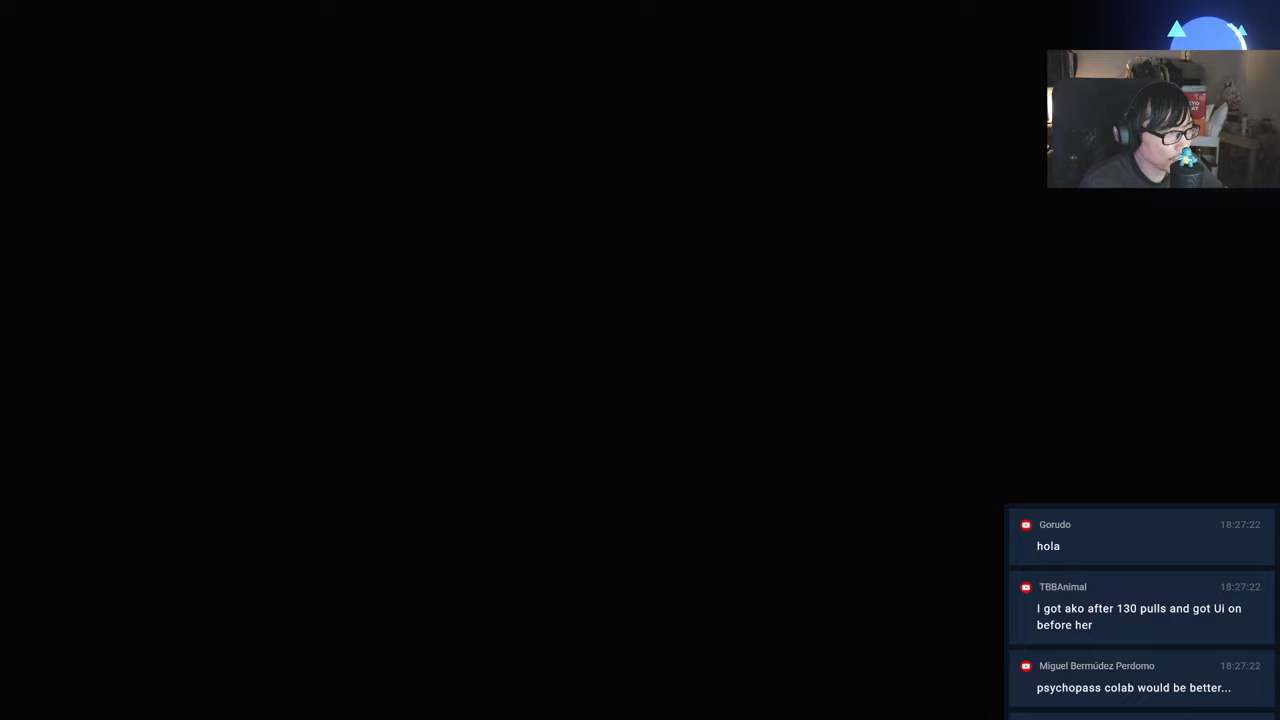 Gorudo 18:27:22
hola
TBBAnimal 18:27:22
I got ako after 130 pulls and got Ui on
before her
Miguel Bermúdez Perdomo 18:27:22
psychopass colab would be better...